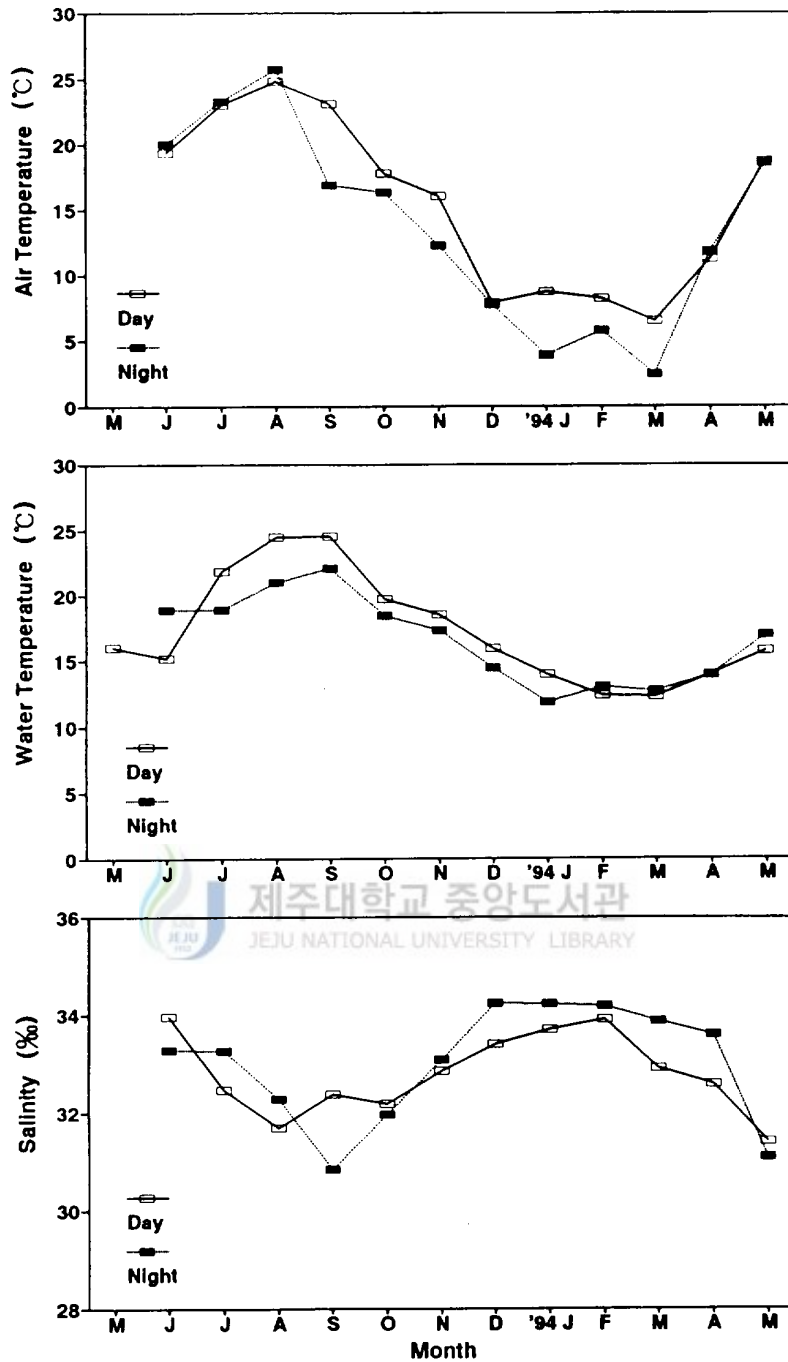 30
25
20
15
10
5
0
Air Temperature (℃)
Day
Night
M J J A S O N D '94 J F M A M
30
25
20
15
10
5
0
Water Temperature (℃)
Day
Night
M J J A S O N D '94 J F M A M
제주대학교 중앙도서관
JEJU NATIONAL UNIVERSITY LIBRARY
JEJU
1952
36
34
32
30
28
Salinity (‰)
Day
Night
M J J A S O N D '94 J F M A M
Month